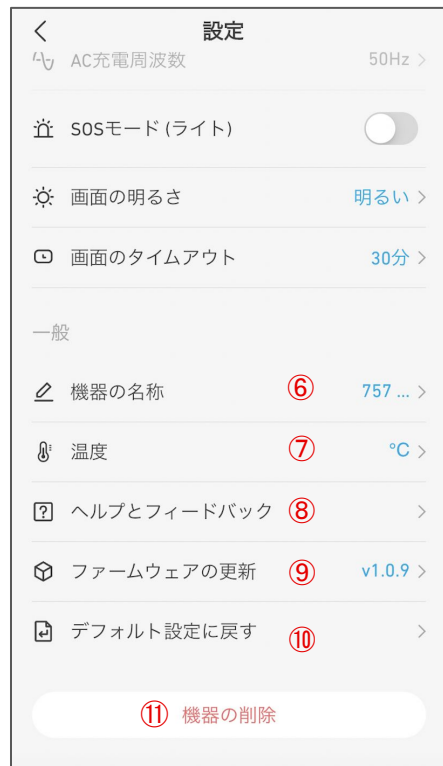 設定
AC充電周波数 50Hz >
SOSモード (ライト)
画面の明るさ 明るい >
画面のタイムアウト 30分 >
一般
機器の名称 ⑥ 757 ... >
温度 ⑦ °C >
ヘルプとフィードバック ⑧ >
ファームウェアの更新 ⑨ v1.0.9 >
デフォルト設定に戻す ⑩ >
⑪ 機器の削除